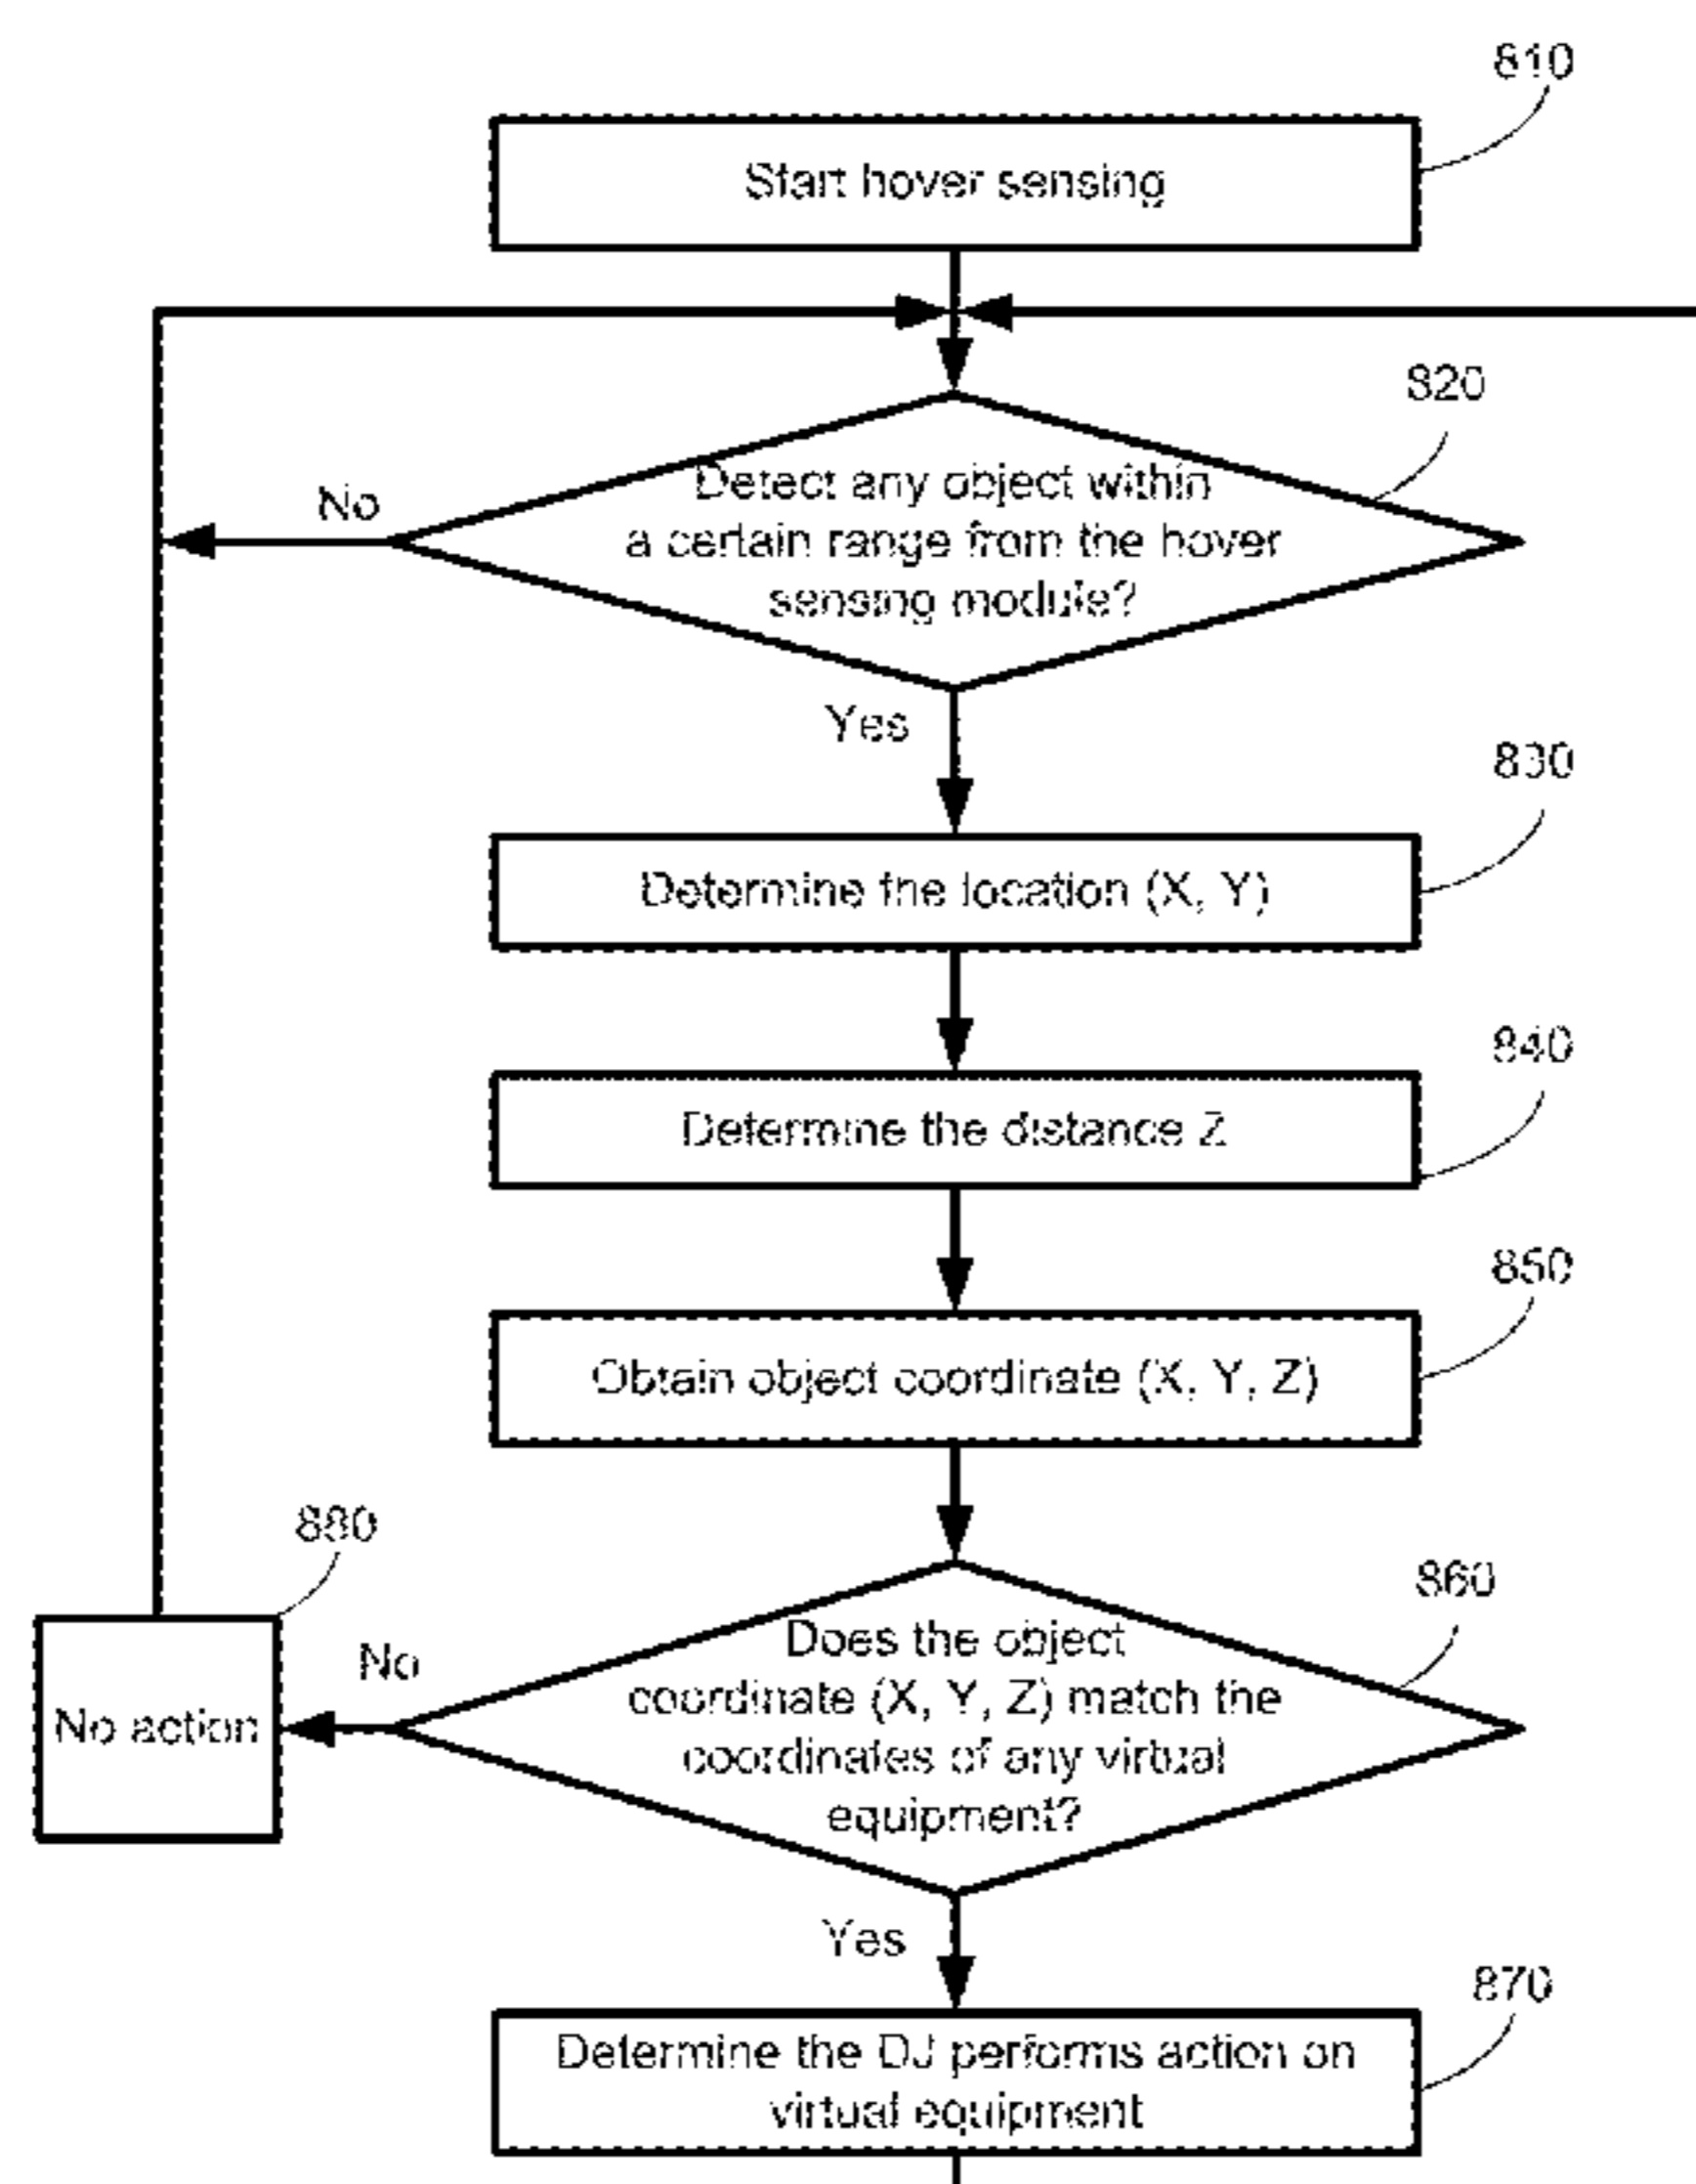 810
Start hover sensing
820
Detect any object within
a certain range from the hover
sensing module?
No
Yes
830
Determine the location (X, Y)
840
Determine the distance Z
850
Obtain object coordinate (X, Y, Z)
880
860
Does the object
coordinate (X, Y, Z) match the
coordinates of any virtual
equipment?
No
No action
Yes
870
Determine the DJ performs action on
virtual equipment